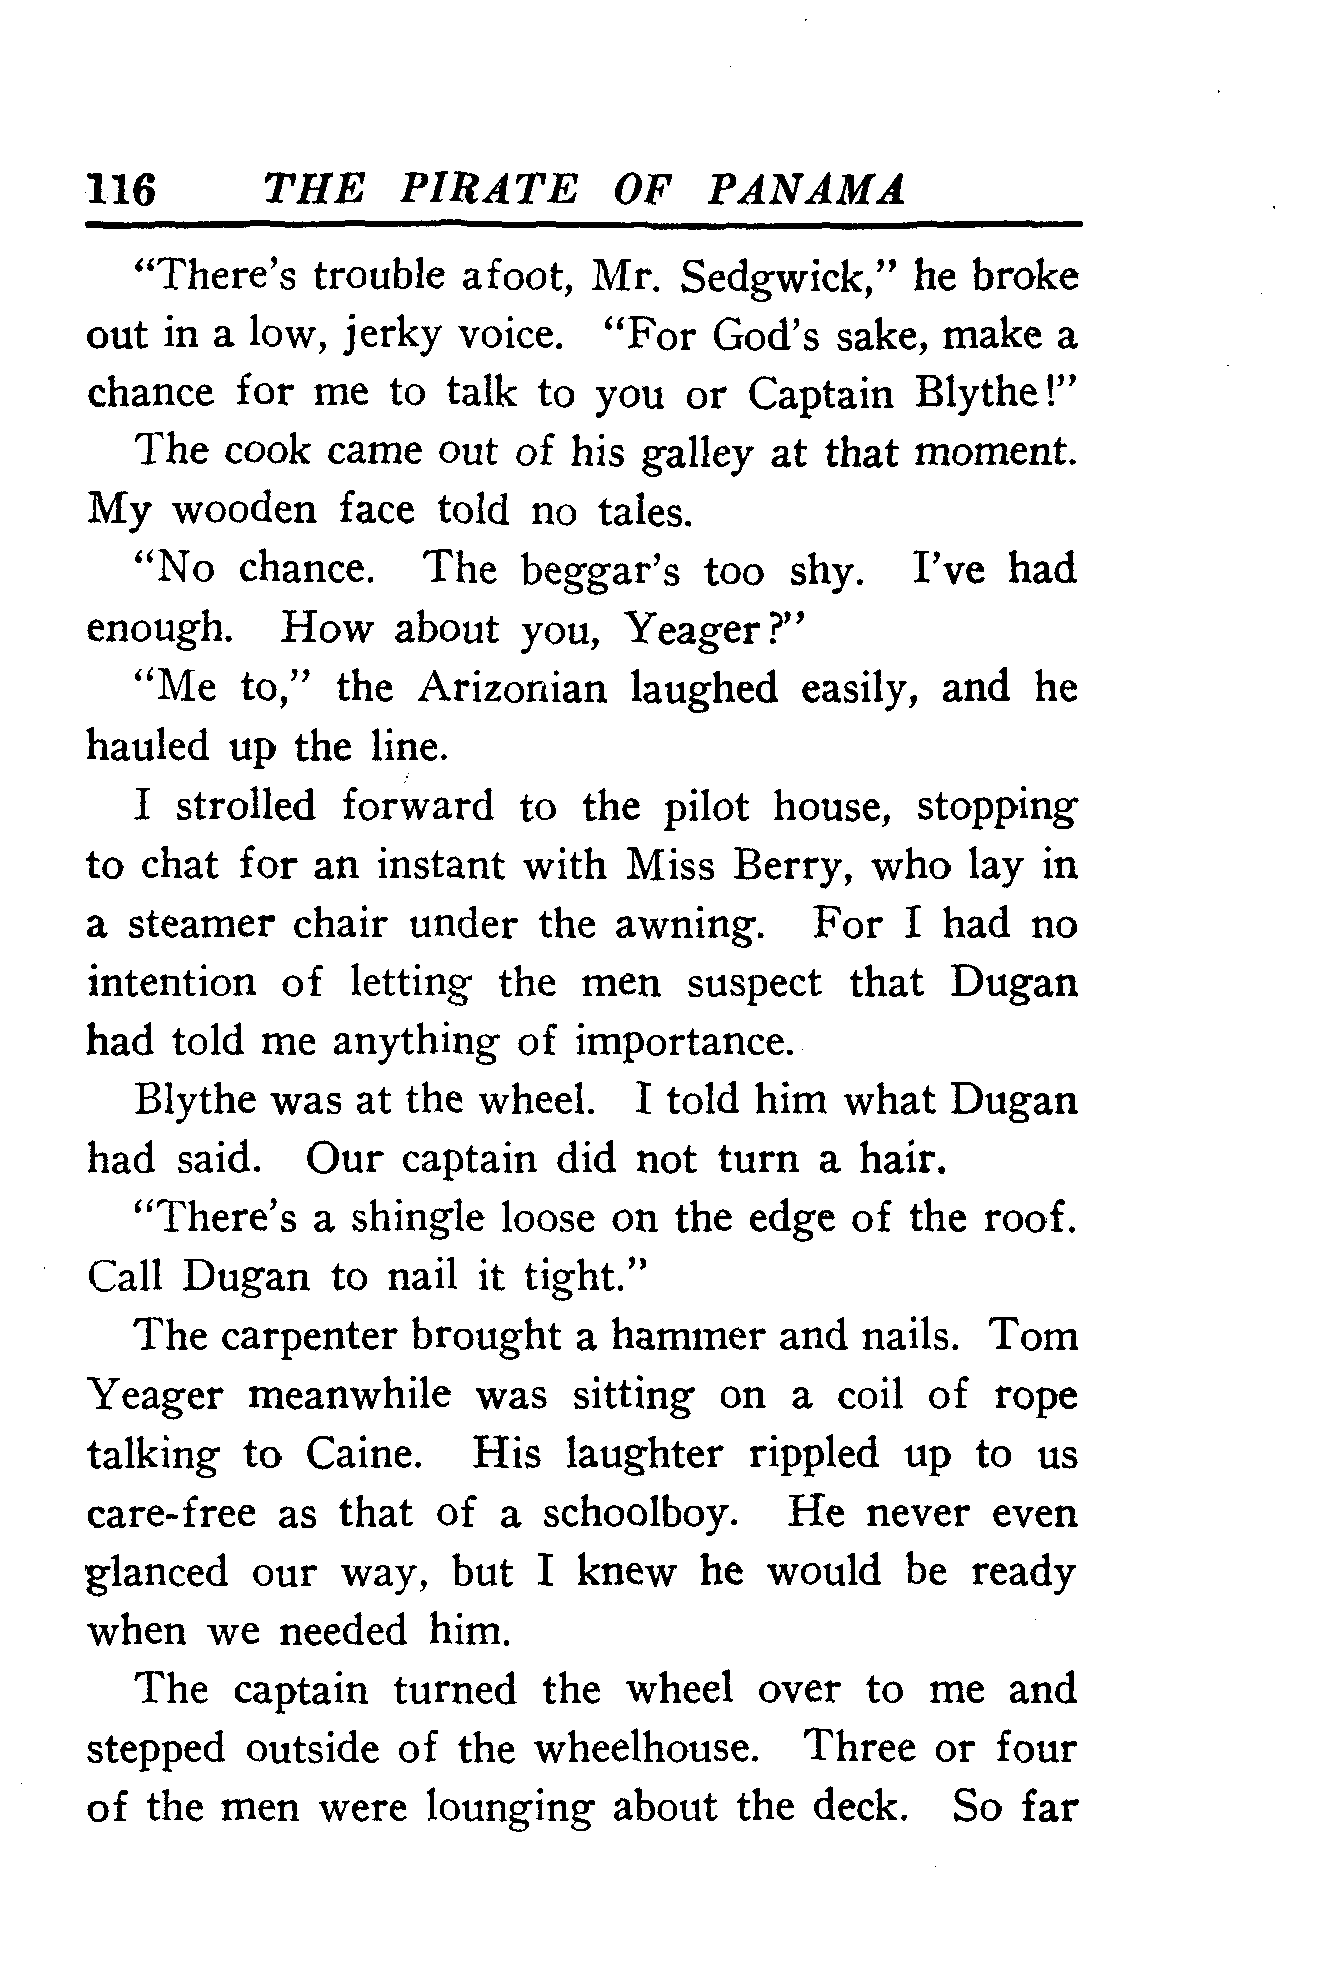 116 THE PIRATE OF PANAMA
"There's trouble afoot, Mr. Sedgwick," he broke
out in a low, jerky voice. "For God's sake, make a
chance for me to talk to you or Captain Blythe!"
The cook came out of his galley at that moment.
My wooden face told no tales.
"No chance. The beggar's too shy. I've had
enough. How about you, Yeager?"
"Me to," the Arizonian laughed easily, and he
hauled up the line.
I strolled forward to the pilot house, stopping
to chat for an instant with Miss Berry, who lay in
a steamer chair under the awning. For I had no
intention of letting the men suspect that Dugan
had told me anything of importance.
Blythe was at the wheel. I told him what Dugan
had said. Our captain did not turn a hair.
"There's a shingle loose on the edge of the roof.
Call Dugan to nail it tight."
The carpenter brought a hammer and nails. Tom
Yeager meanwhile was sitting on a coil of rope
talking to Caine. His laughter rippled up to us
care-free as that of a schoolboy. He never even
glanced our way, but I knew he would be ready
when we needed him.
The captain turned the wheel over to me and
stepped outside of the wheelhouse. Three or four
of the men were lounging about the deck. So far